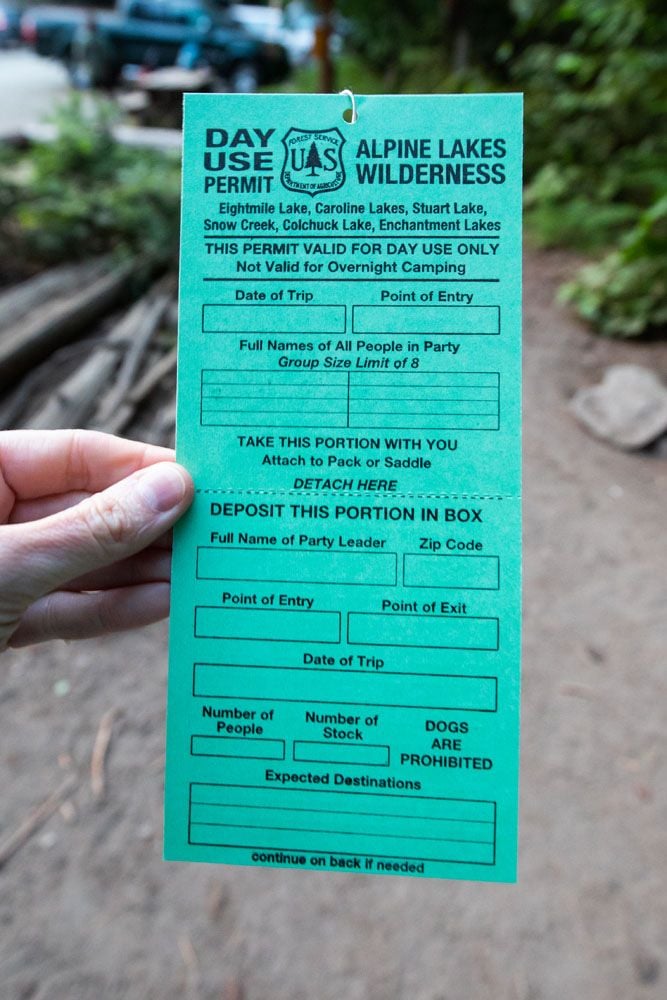 DAY
USE
PERMIT
FOREST SERVICE
US
DEPARTMENT OF AGRICULTURE
ALPINE LAKES
WILDERNESS
Eightmile Lake, Caroline Lakes, Stuart Lake,
Snow Creek, Colchuck Lake, Enchantment Lakes
THIS PERMIT VALID FOR DAY USE ONLY
Not Valid for Overnight Camping
Date of Trip Point of Entry
Full Names of All People in Party
Group Size Limit of 8
TAKE THIS PORTION WITH YOU
Attach to Pack or Saddle
DETACH HERE
DEPOSIT THIS PORTION IN BOX
Full Name of Party Leader Zip Code
Point of Entry Point of Exit
Date of Trip
Number of
People
Number of
Stock
DOGS
ARE
PROHIBITED
Expected Destinations
continue on back if needed